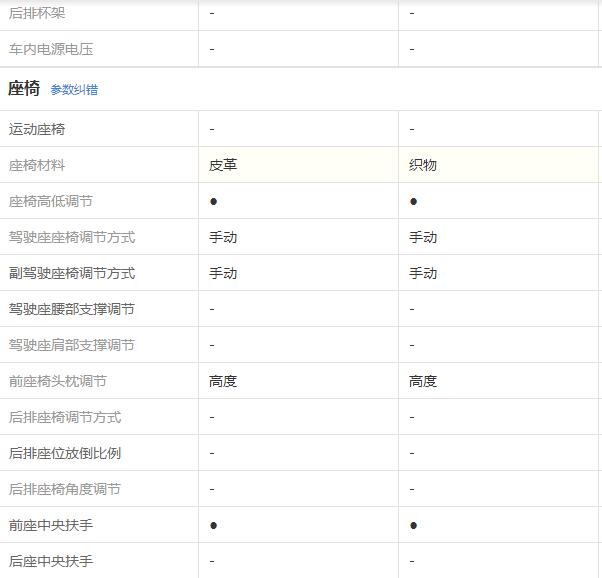 后排杯架 - -
车内电源电压 - -
座椅 参数纠错
运动座椅 - -
座椅材料 皮革 织物
座椅高低调节 ● ●
驾驶座座椅调节方式 手动 手动
副驾驶座椅调节方式 手动 手动
驾驶座腰部支撑调节 - -
驾驶座肩部支撑调节 - -
前座椅头枕调节 高度 高度
后排座椅调节方式 - -
后排座位放倒比例 - -
后排座椅角度调节 - -
前座中央扶手 ● ●
后座中央扶手 - -